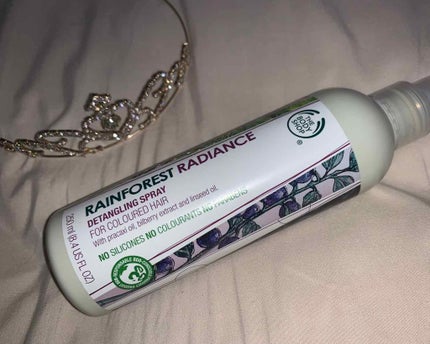 THE
BODY
SHOP
®
RAINFOREST RADIANCE
DETANGLING SPRAY
FOR COLOURED HAIR
With pracaxi oil, bilberry extract and linseed oil.
NO SILICONES NO COLOURANTS NO PARABENS
250 ml (8.4 US FL OZ)